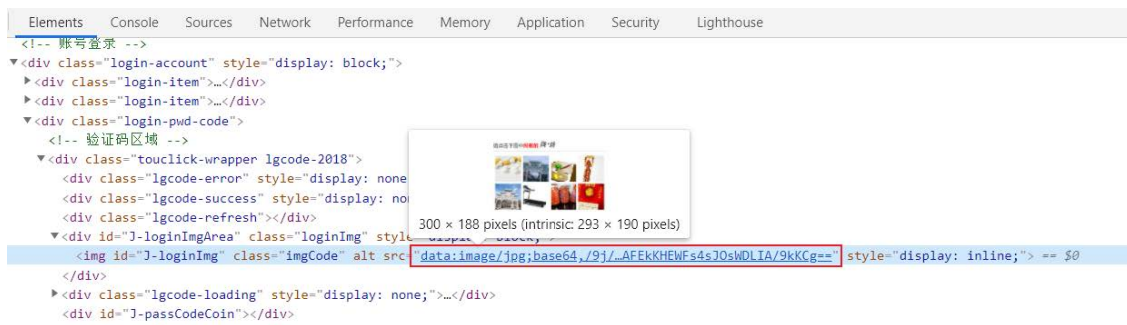 Elements Console Sources Network Performance Memory Application Security Lighthouse
<!-- 账号登录 -->
▼<div class="login-account" style="display: block;">
▶<div class="login-item">…</div>
▶<div class="login-item">…</div>
▼<div class="login-pwd-code">
<!-- 验证码区域 -->
▼<div class="touclick-wrapper lgcode-2018">
<div class="lgcode-error" style="display: none
<div class="lgcode-success" style="display: no
<div class="lgcode-refresh"></div>
300 × 188 pixels (intrinsic: 293 × 190 pixels)
▼<div id="J-loginImgArea" class="loginImg" style="display: block;">
<img id="J-loginImg" class="imgCode" alt src="data:image/jpg;base64,/9j/…AFEkKHEWFs4sJOsWDLIA/9kKCg==" style="display: inline;"> == $0
</div>
▶<div class="lgcode-loading" style="display: none;">…</div>
<div id="J-passCodeCoin"></div>